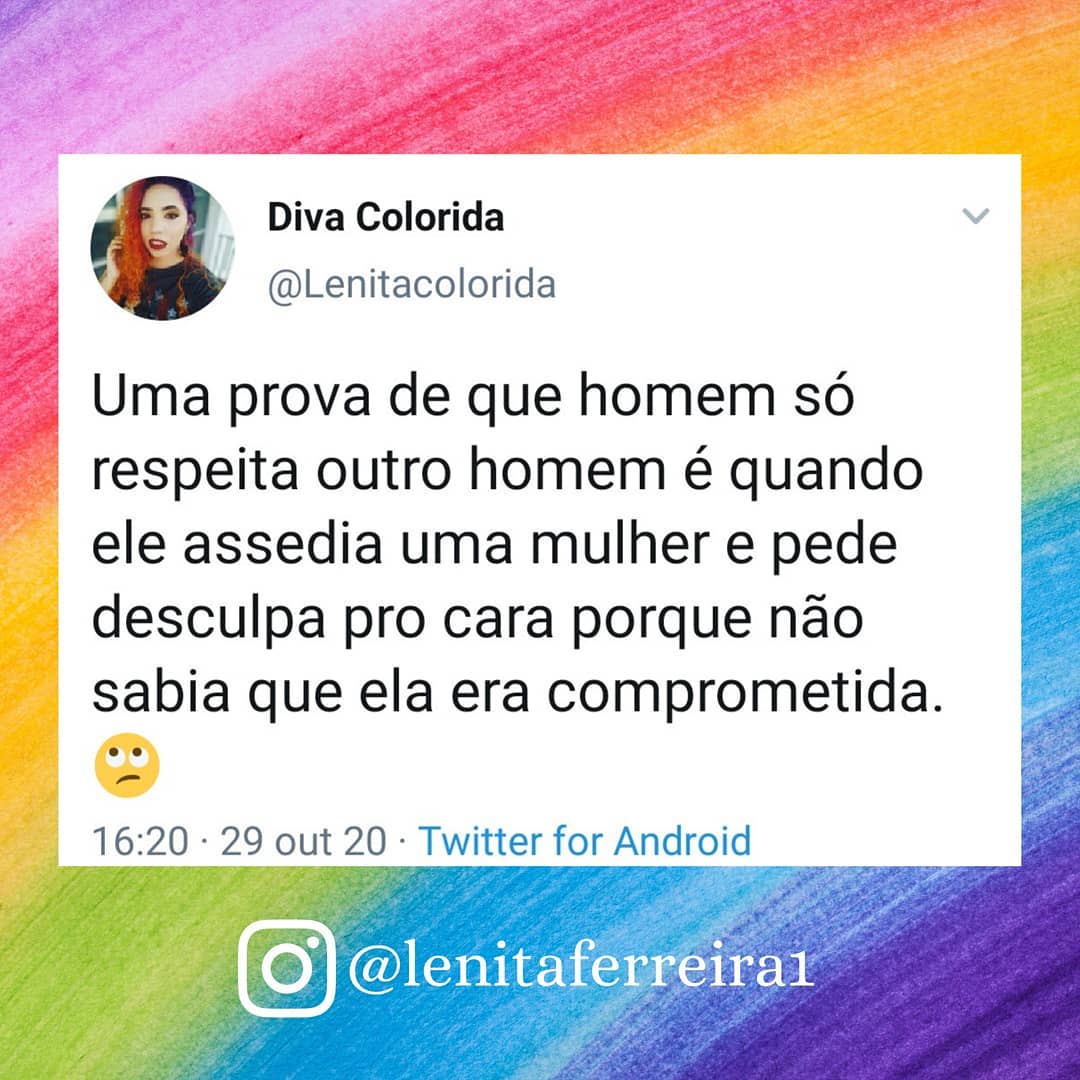 Diva Colorida
@Lenitacolorida
Uma prova de que homem só
respeita outro homem é quando
ele assedia uma mulher e pede
desculpa pro cara porque não
sabia que ela era comprometida.
🙄
16:20 · 29 out 20 · Twitter for Android
@lenitaferreira1